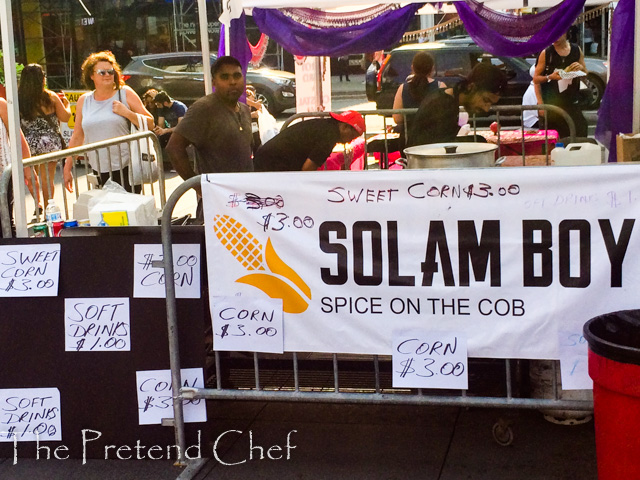 SWEET CORN $3.00
$3.00
$3.00
SOLAM BOY
SPICE ON THE COB
SWEET
CORN
$3.00
$3.00
CORN
SOFT
DRINKS
$1.00
CORN
$3.00
CORN
$3.00
CORN
$3.00
SOFT
DRINKS
$1.00
The Pretend Chef